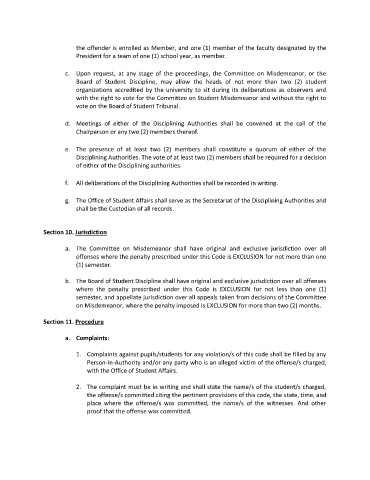 the offender is enrolled as Member, and one (1) member of the faculty designated by the
President for a team of one (1) school year, as member.
c. Upon request, at any stage of the proceedings, the Committee on Misdemeanor, or the
Board of Student Discipline, may allow the heads of not more than two (2) student
organizations accredited by the university to sit during its deliberations as observers and
with the right to vote for the Committee on Student Misdemeanor and without the right to
vote on the Board of Student Tribunal.
d. Meetings of either of the Disciplining Authorities shall be convened at the call of the
Chairperson or any two (2) members thereof.
e. The presence of at least two (2) members shall constitute a quorum of either of the
Disciplining Authorities. The vote of at least two (2) members shall be required for a decision
of either of the Disciplining authorities.
f. All deliberations of the Disciplining Authorities shall be recorded in writing.
g. The Office of Student Affairs shall serve as the Secretariat of the Disciplining Authorities and
shall be the Custodian of all records.
Section 10. Jurisdiction
a. The Committee on Misdemeanor shall have original and exclusive jurisdiction over all
offenses where the penalty prescribed under this Code is EXCLUSION for not more than one
(1) semester.
b. The Board of Student Discipline shall have original and exclusive jurisdiction over all offenses
where the penalty prescribed under this Code is EXCLUSION for not less than one (1)
semester, and appellate jurisdiction over all appeals taken from decisions of the Committee
on Misdemeanor, where the penalty imposed is EXCLUSION for more than two (2) months.
Section 11. Procedure
a. Complaints:
1. Complaints against pupils/students for any violation/s of this code shall be filled by any
Person-In-Authority and/or any party who is an alleged victim of the offense/s charged,
with the Office of Student Affairs.
2. The complaint must be in writing and shall state the name/s of the student/s charged,
the offense/s committed citing the pertinent provisions of this code, the state, time, and
place where the offense/s was committed, the name/s of the witnesses. And other
proof that the offense was committed.